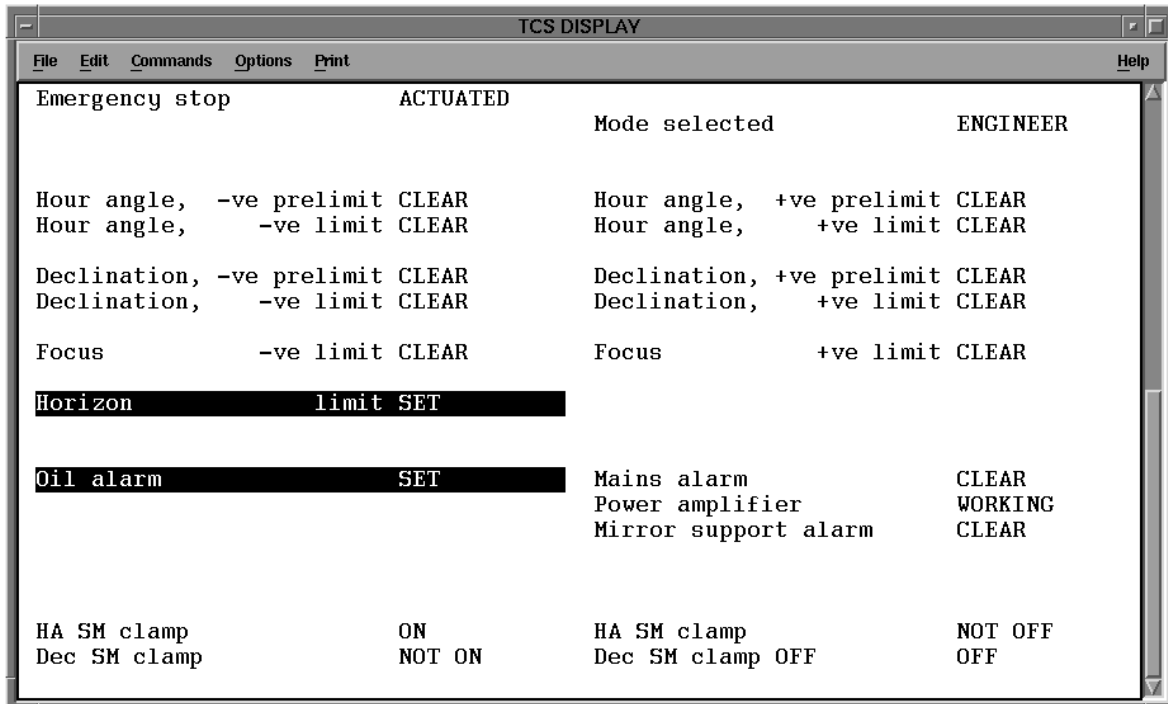 TCS DISPLAY
File Edit Commands Options Print Help
Emergency stop ACTUATED
Mode selected ENGINEER
Hour angle, -ve prelimit CLEAR Hour angle, +ve prelimit CLEAR
Hour angle, -ve limit CLEAR Hour angle, +ve limit CLEAR
Declination, -ve prelimit CLEAR Declination, +ve prelimit CLEAR
Declination, -ve limit CLEAR Declination, +ve limit CLEAR
Focus -ve limit CLEAR Focus +ve limit CLEAR
Horizon limit SET
Oil alarm SET Mains alarm CLEAR
Power amplifier WORKING
Mirror support alarm CLEAR
HA SM clamp ON HA SM clamp NOT OFF
Dec SM clamp NOT ON Dec SM clamp OFF OFF